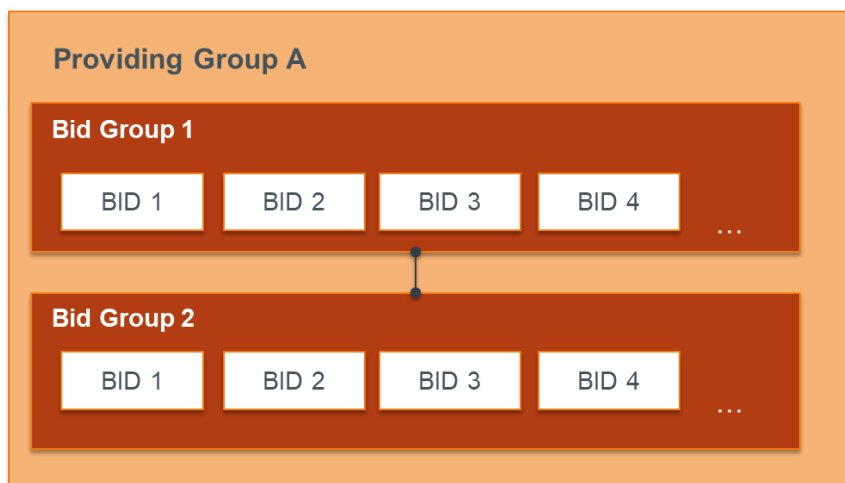 Providing Group A
Bid Group 1
BID 1 BID 2 BID 3 BID 4 ...
Bid Group 2
BID 1 BID 2 BID 3 BID 4 ...